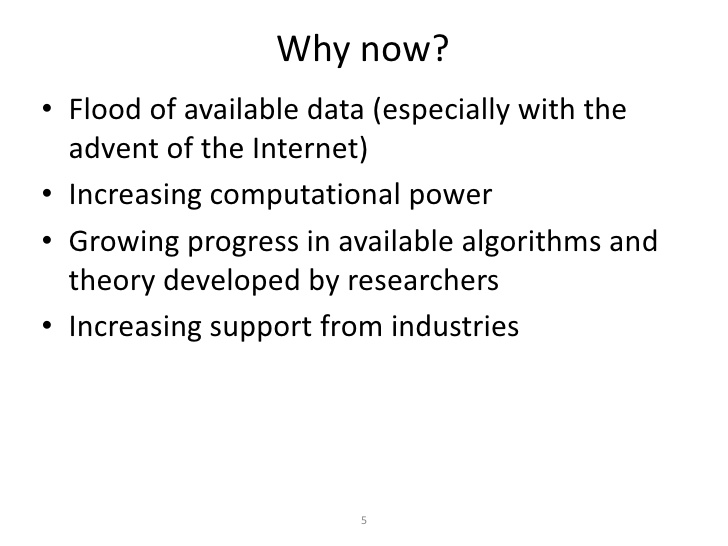 Why now?
• Flood of available data (especially with the
advent of the Internet)
• Increasing computational power
• Growing progress in available algorithms and
theory developed by researchers
• Increasing support from industries
5